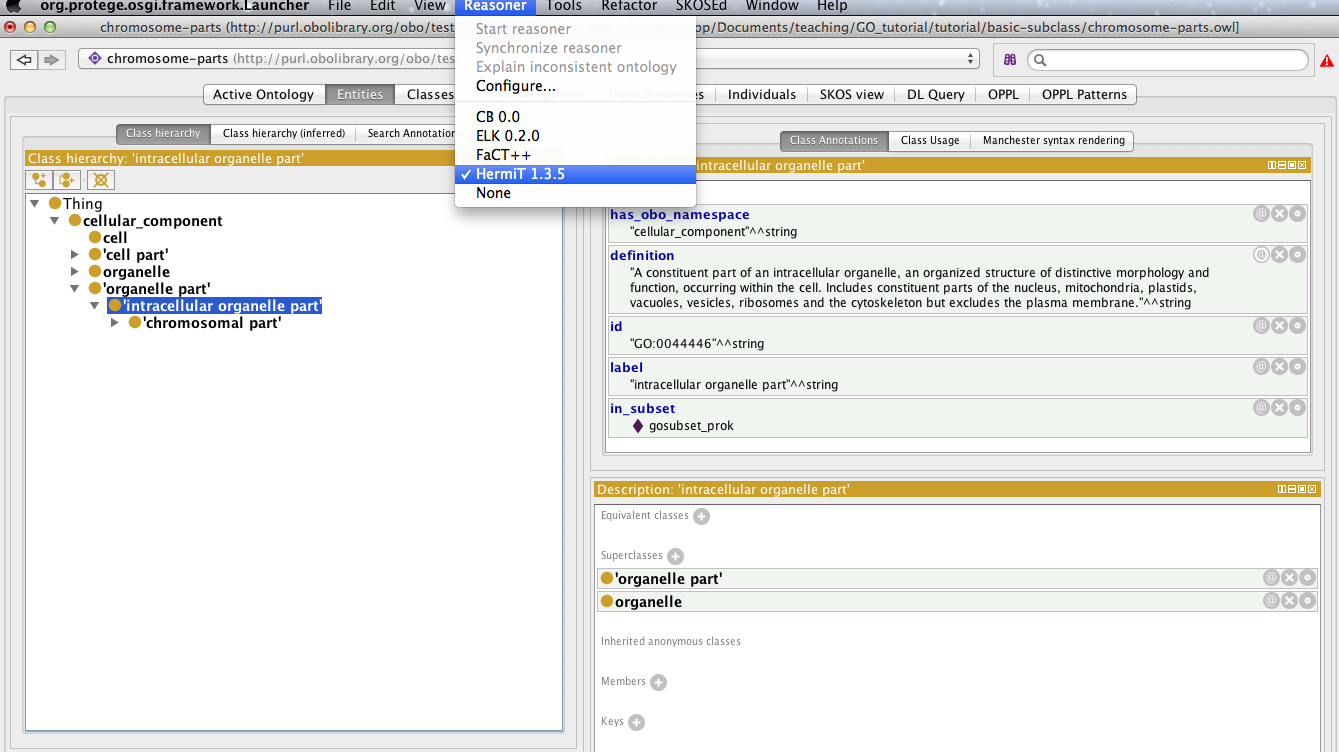 org.protege.osgi.framework.Launcher File Edit View Reasoner Tools Refactor SKOSEd Window Help
chromosome-parts (http://purl.obolibrary.org/obo/test
op/Documents/teaching/GO_tutorial/tutorial/basic-subclass/chromosome-parts.owl]
chromosome-parts (http://purl.obolibrary.org/obo/tes
Start reasoner
Synchronize reasoner
Explain inconsistent ontology
Configure...
CB 0.0
ELK 0.2.0
FaCT++
✓ HermiT 1.3.5
None
Active Ontology Entities Classes Data Properties Individuals SKOS view DL Query OPPL OPPL Patterns
Class hierarchy Class hierarchy (inferred) Search Annotation
Class hierarchy: 'intracellular organelle part'
Thing
cellular_component
cell
'cell part'
organelle
'organelle part'
'intracellular organelle part'
'chromosomal part'
Class Annotations Class Usage Manchester syntax rendering
intracellular organelle part'
has_obo_namespace
"cellular_component"^^string
definition
"A constituent part of an intracellular organelle, an organized structure of distinctive morphology and
function, occurring within the cell. Includes constituent parts of the nucleus, mitochondria, plastids,
vacuoles, vesicles, ribosomes and the cytoskeleton but excludes the plasma membrane."^^string
id
"GO:0044446"^^string
label
"intracellular organelle part"^^string
in_subset
gosubset_prok
Description: 'intracellular organelle part'
Equivalent classes
Superclasses
'organelle part'
organelle
Inherited anonymous classes
Members
Keys